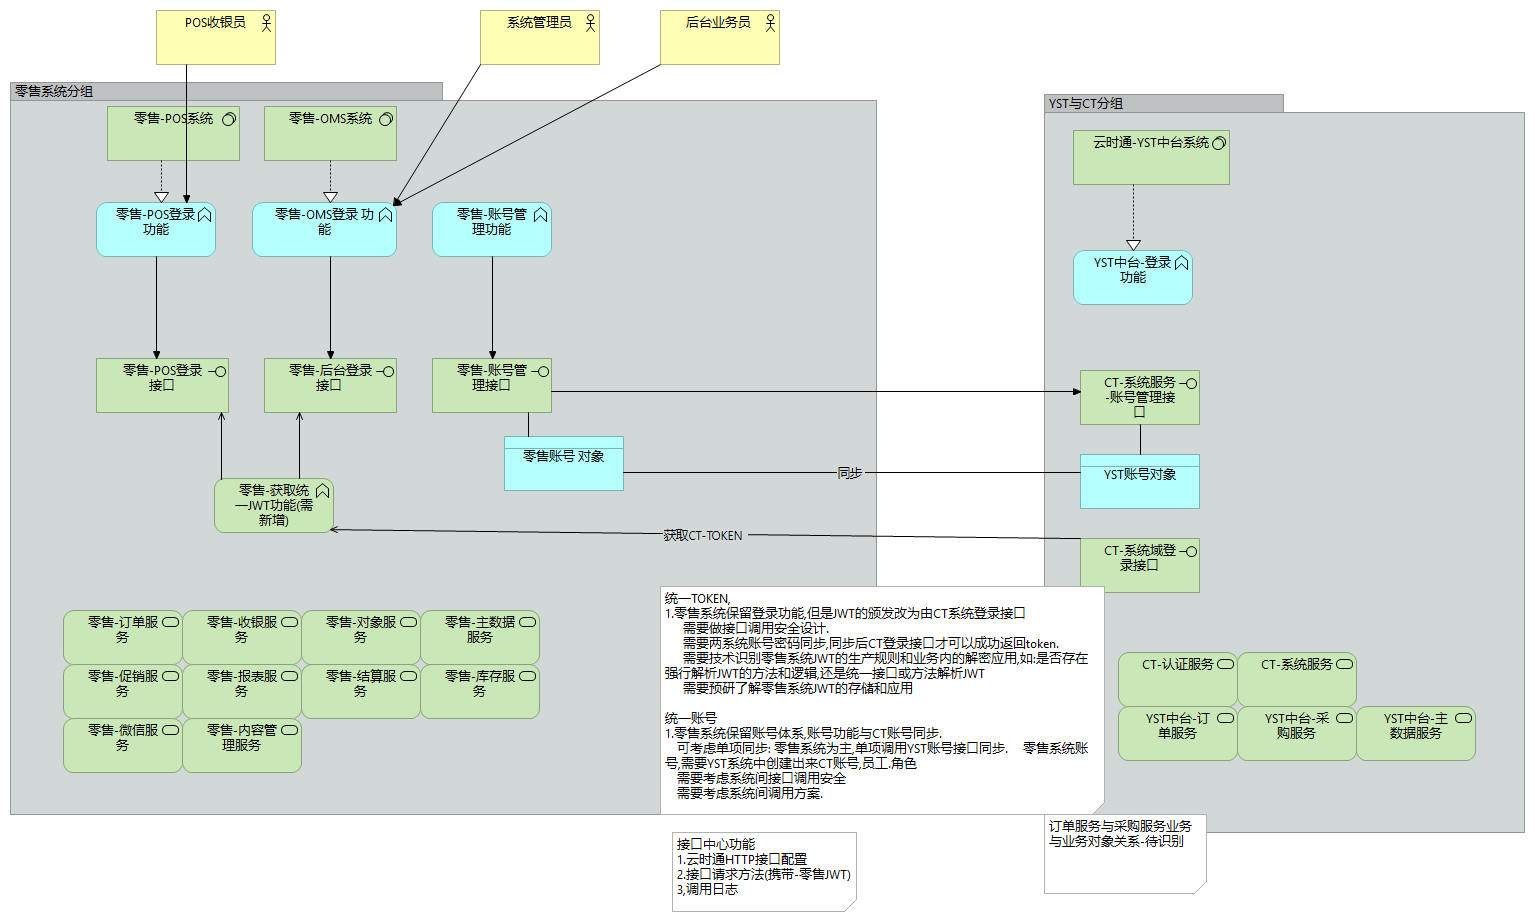 POS收银员
系统管理员
后台业务员
零售系统分组
零售-POS系统
零售-OMS系统
零售-POS登录
功能
零售-OMS登录 功
能
零售-账号管
理功能
零售-POS登录
接口
零售-后台登录
接口
零售-账号管
理接口
零售账号 对象
同步
零售-获取统
一JWT功能(需
新增)
获取CT-TOKEN
YST与CT分组
云时通-YST中台系统
YST中台-登录
功能
CT-系统服务
-账号管理接
口
YST账号对象
CT-系统域登
录接口
零售-订单服
务
零售-收银服
务
零售-对象服
务
零售-主数据
服务
零售-促销服
务
零售-报表服
务
零售-结算服
务
零售-库存服
务
零售-微信服
务
零售-内容管
理服务
统一TOKEN,
1.零售系统保留登录功能,但是JWT的颁发改为由CT系统登录接口
需要做接口调用安全设计.
需要两系统账号密码同步,同步后CT登录接口才可以成功返回token.
需要技术识别零售系统JWT的生产规则和业务内的解密应用,如:是否存在
强行解析JWT的方法和逻辑,还是统一接口或方法解析JWT
需要预研了解零售系统JWT的存储和应用
统一账号
1.零售系统保留账号体系,账号功能与CT账号同步.
可考虑单项同步: 零售系统为主,单项调用YST账号接口同步. 零售系统账
号,需要YST系统中创建出来CT账号,员工.角色
需要考虑系统间接口调用安全
需要考虑系统间调用方案.
CT-认证服务
CT-系统服务
YST中台-订
单服务
YST中台-采
购服务
YST中台-主
数据服务
订单服务与采购服务业务
与业务对象关系-待识别
接口中心功能
1.云时通HTTP接口配置
2.接口请求方法(携带-零售JWT)
3,调用日志